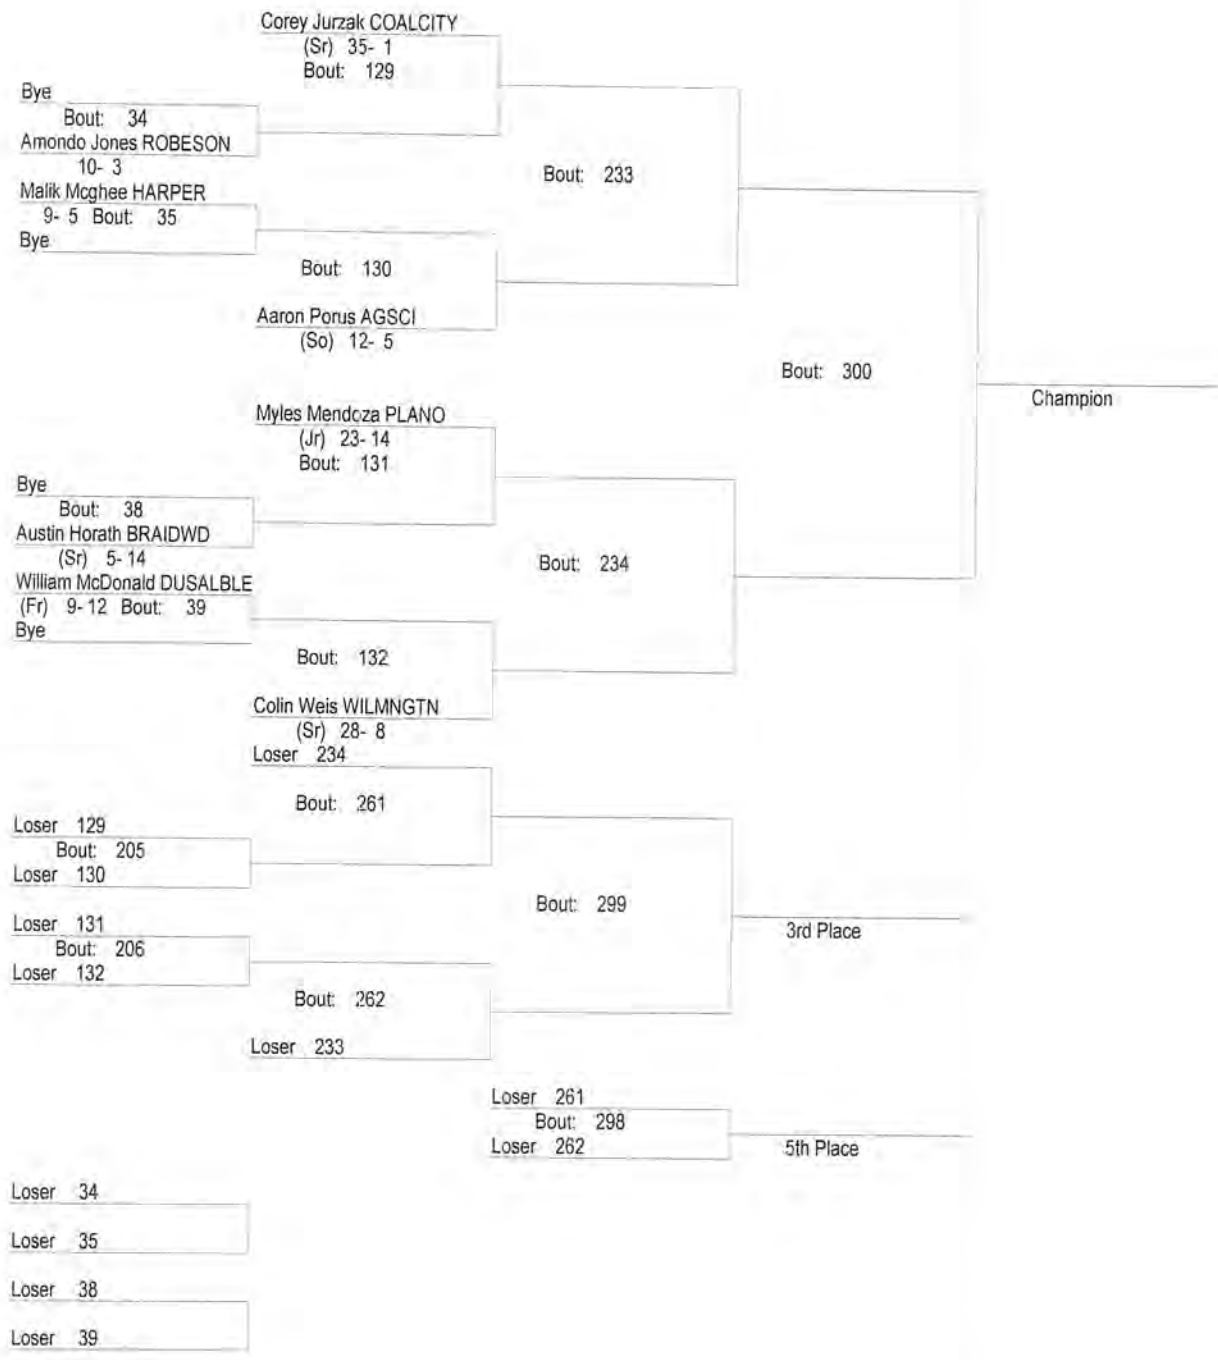 Corey Jurzak COALCITY
(Sr) 35- 1
Bout: 129
Bye
Bout: 34
Amondo Jones ROBESON
10- 3
Malik Mcghee HARPER
9- 5 Bout: 35
Bye
Bout: 233
Bout: 130
Aaron Porus AGSCI
(So) 12- 5
Bout: 300
Champion
Myles Mendoza PLANO
(Jr) 23- 14
Bout: 131
Bye
Bout: 38
Austin Horath BRAIDWD
(Sr) 5- 14
William McDonald DUSALBLE
(Fr) 9- 12 Bout: 39
Bye
Bout: 234
Bout: 132
Colin Weis WILMNGTN
(Sr) 28- 8
Loser 234
Bout: 261
Loser 129
Bout: 205
Loser 130
Loser 131
Bout: 206
Loser 132
Bout: 299
3rd Place
Bout: 262
Loser 233
Loser 261
Bout: 298
Loser 262
5th Place
Loser 34
Loser 35
Loser 38
Loser 39